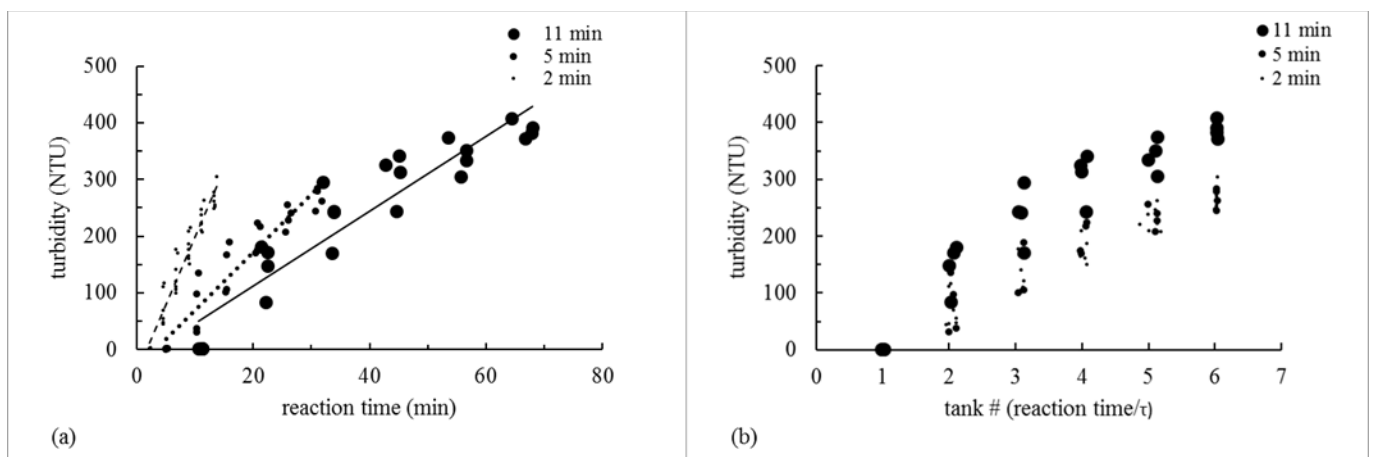 11 min
5 min
2 min
500
400
300
200
100
0
turbidity (NTU)
0 20 40 60 80
reaction time (min)
(a)
11 min
5 min
2 min
500
400
300
200
100
0
turbidity (NTU)
0 1 2 3 4 5 6 7
tank # (reaction time/τ)
(b)